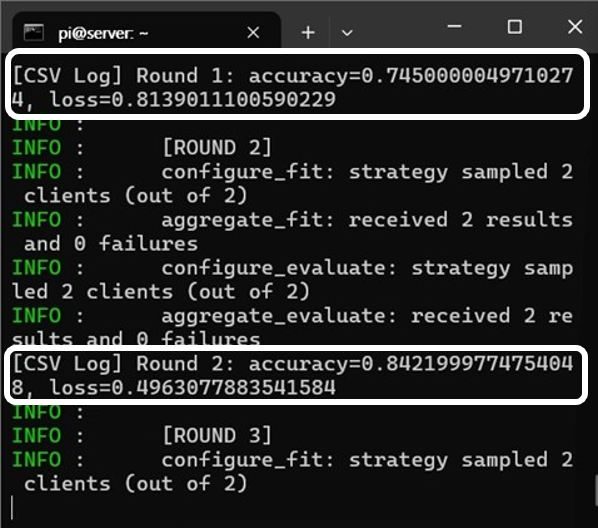 pi@server: ~
[CSV Log] Round 1: accuracy=0.745000004971027
4, loss=0.8139011100590229
INFO :
INFO :      [ROUND 2]
INFO :      configure_fit: strategy sampled 2
 clients (out of 2)
INFO :      aggregate_fit: received 2 results
 and 0 failures
INFO :      configure_evaluate: strategy samp
led 2 clients (out of 2)
INFO :      aggregate_evaluate: received 2 re
sults and 0 failures
[CSV Log] Round 2: accuracy=0.842199977475404
8, loss=0.4963077883541584
INFO :
INFO :      [ROUND 3]
INFO :      configure_fit: strategy sampled 2
 clients (out of 2)